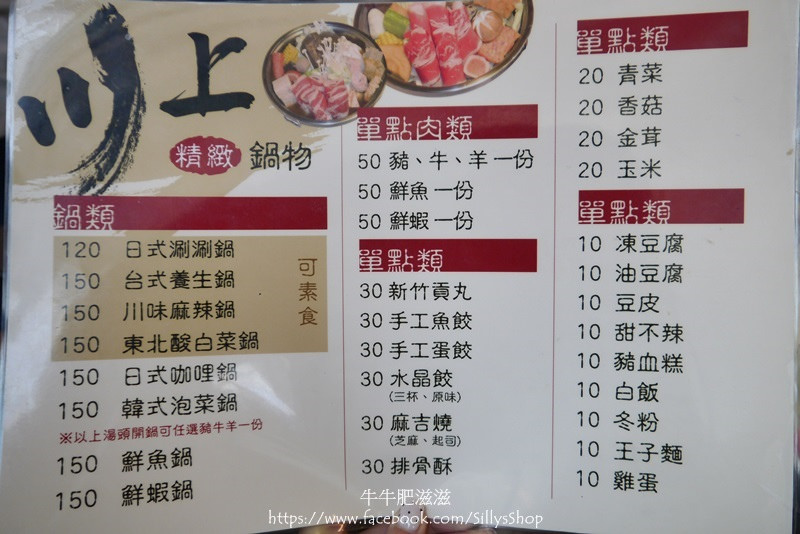 川上
精緻 鍋物
鍋類
120 日式涮涮鍋
150 台式養生鍋
150 川味麻辣鍋
150 東北酸白菜鍋
可素食
150 日式咖哩鍋
150 韓式泡菜鍋
※以上湯頭開鍋可任選豬牛羊一份
150 鮮魚鍋
150 鮮蝦鍋
單點肉類
50 豬、牛、羊一份
50 鮮魚一份
50 鮮蝦一份
單點類
30 新竹貢丸
30 手工魚餃
30 手工蛋餃
30 水晶餃
(三杯、原味)
30 麻吉燒
(芝麻、起司)
30 排骨酥
單點類
20 青菜
20 香菇
20 金茸
20 玉米
單點類
10 凍豆腐
10 油豆腐
10 豆皮
10 甜不辣
10 豬血糕
10 白飯
10 冬粉
10 王子麵
10 雞蛋
牛牛肥滋滋
https://www.facebook.com/SillysShop